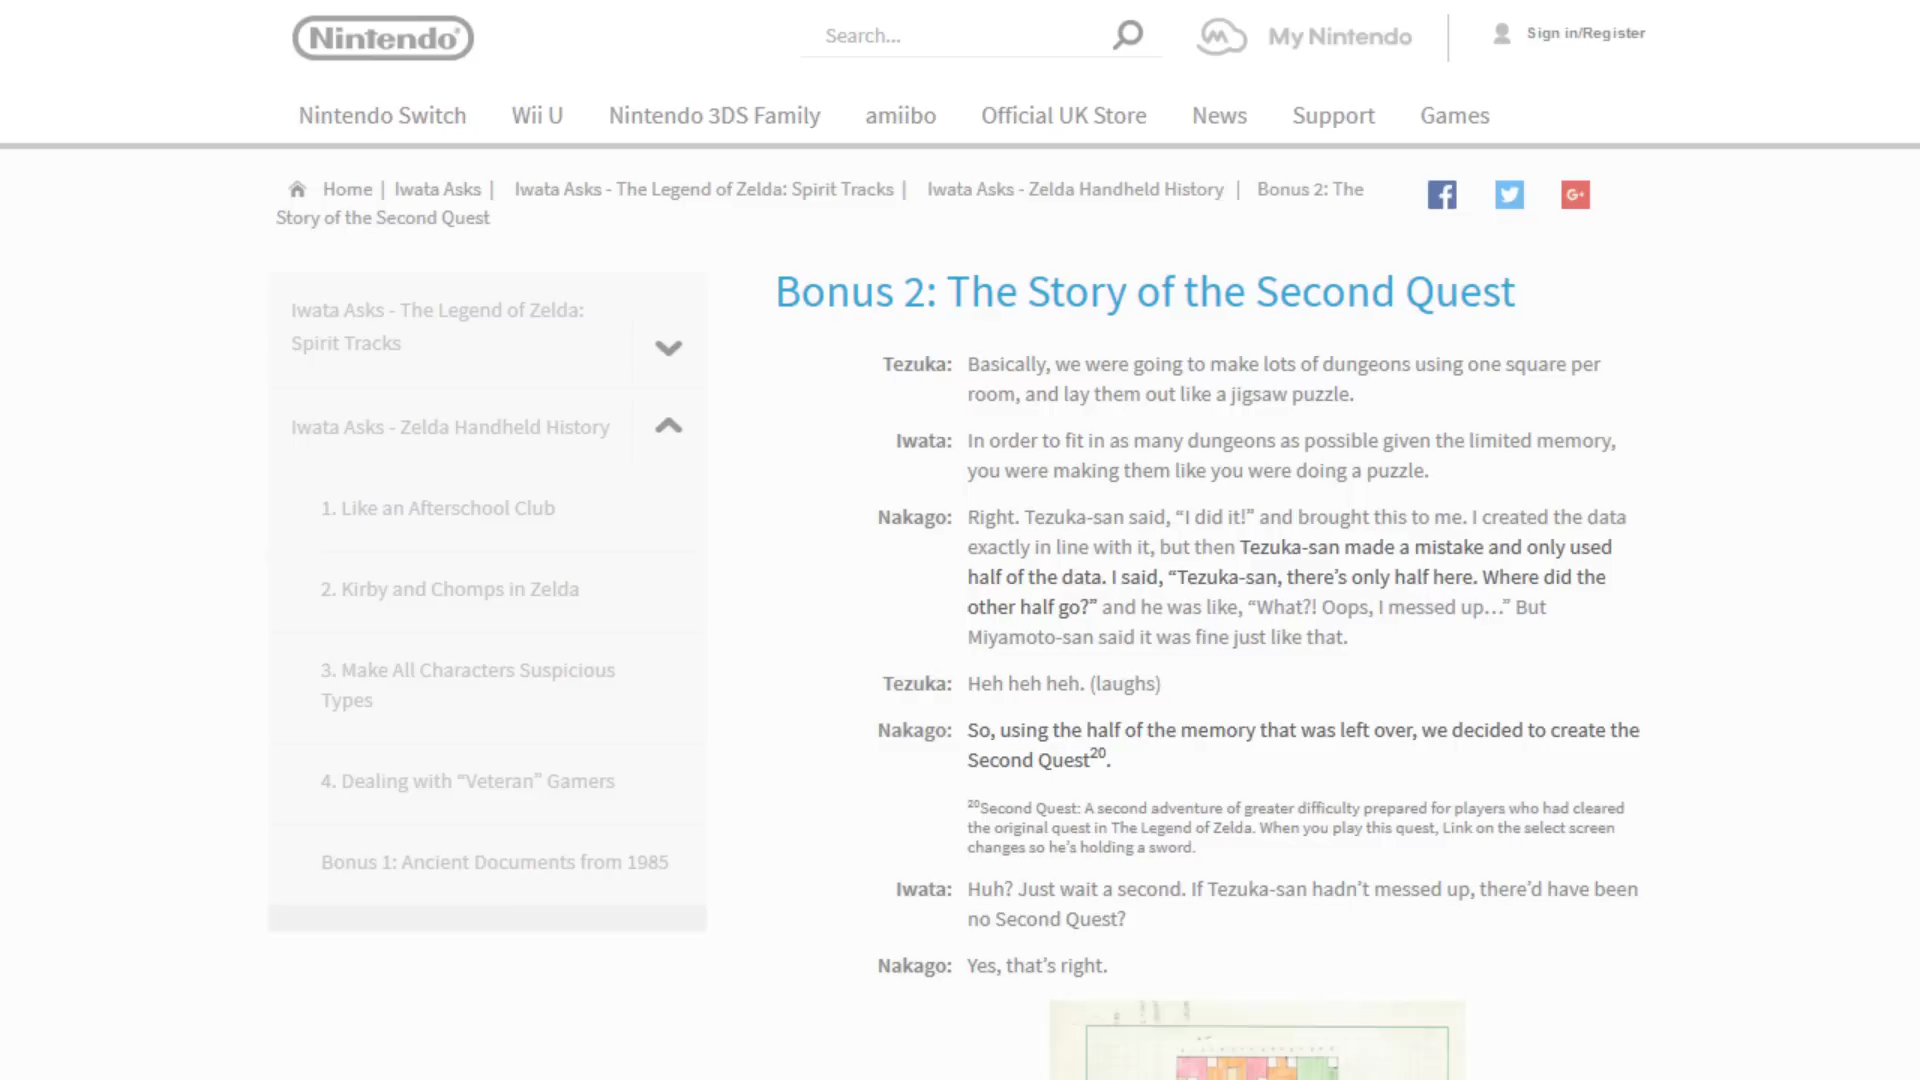 Nintendo
Search...
My Nintendo
Sign in/Register
Nintendo Switch
Wii U
Nintendo 3DS Family
amiibo
Official UK Store
News
Support
Games
Home | Iwata Asks | Iwata Asks - The Legend of Zelda: Spirit Tracks | Iwata Asks - Zelda Handheld History | Bonus 2: The
Story of the Second Quest
Iwata Asks - The Legend of Zelda:
Spirit Tracks
Iwata Asks - Zelda Handheld History
1. Like an Afterschool Club
2. Kirby and Chomps in Zelda
3. Make All Characters Suspicious
Types
4. Dealing with “Veteran” Gamers
Bonus 1: Ancient Documents from 1985
Bonus 2: The Story of the Second Quest
Tezuka: Basically, we were going to make lots of dungeons using one square per
room, and lay them out like a jigsaw puzzle.
Iwata: In order to fit in as many dungeons as possible given the limited memory,
you were making them like you were doing a puzzle.
Nakago: Right. Tezuka-san said, “I did it!” and brought this to me. I created the data
exactly in line with it, but then Tezuka-san made a mistake and only used
half of the data. I said, “Tezuka-san, there’s only half here. Where did the
other half go?” and he was like, “What?! Oops, I messed up…” But
Miyamoto-san said it was fine just like that.
Tezuka: Heh heh heh. (laughs)
Nakago: So, using the half of the memory that was left over, we decided to create the
Second Quest20.
20Second Quest: A second adventure of greater difficulty prepared for players who had cleared
the original quest in The Legend of Zelda. When you play this quest, Link on the select screen
changes so he’s holding a sword.
Iwata: Huh? Just wait a second. If Tezuka-san hadn’t messed up, there’d have been
no Second Quest?
Nakago: Yes, that’s right.